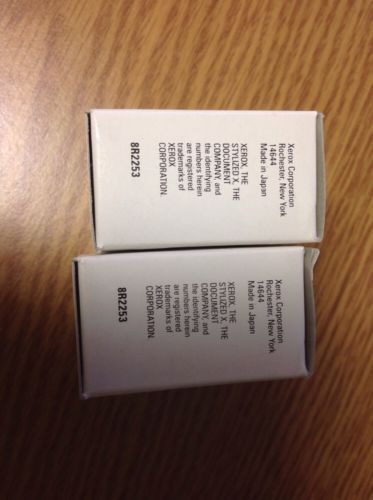 Xerox Corporation
Rochester, New York
14644
Made in Japan
XEROX, THE
STYLIZED X, THE
DOCUMENT
COMPANY, and
the identifying
numbers herein
are registered
trademarks of
XEROX
CORPORATION.
8R2253
Xerox Corporation
Rochester, New York
14644
Made in Japan
XEROX, THE
STYLIZED X, THE
DOCUMENT
COMPANY, and
the identifying
numbers herein
are registered
trademarks of
XEROX
CORPORATION.
8R2253